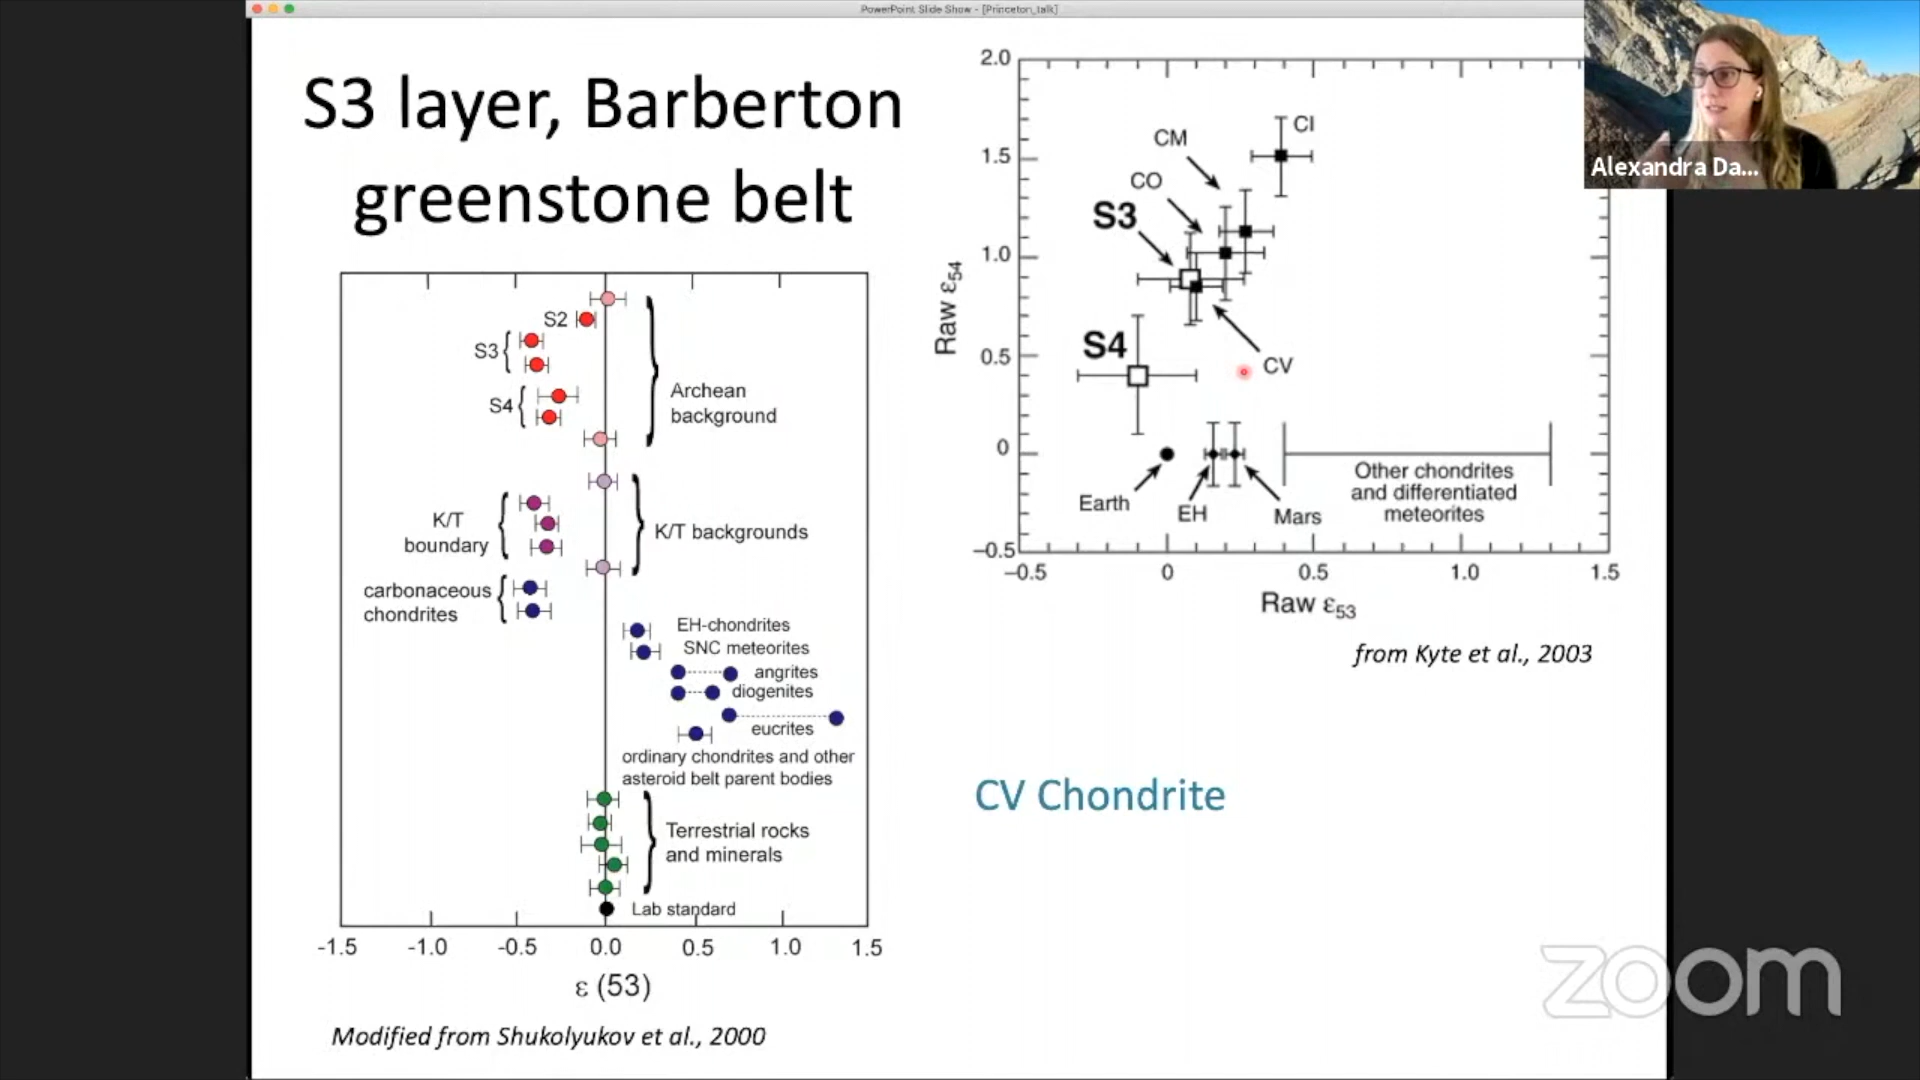 PowerPoint Slide Show - [Princeton_talk]
S3 layer, Barberton
greenstone belt
S2
S3
S4
Archean
background
K/T
boundary
K/T backgrounds
carbonaceous
chondrites
EH-chondrites
SNC meteorites
angrites
diogenites
eucrites
ordinary chondrites and other
asteroid belt parent bodies
Terrestrial rocks
and minerals
Lab standard
-1.5 -1.0 -0.5 0.0 0.5 1.0 1.5
ε (53)
Modified from Shukolyukov et al., 2000
2.0
1.5
1.0
0.5
0
−0.5
Raw ε54
CI
CM
CO
S3
S4
CV
Earth
EH
Mars
Other chondrites
and differentiated
meteorites
−0.5 0 0.5 1.0 1.5
Raw ε53
from Kyte et al., 2003
CV Chondrite
Alexandra Da...
zoom